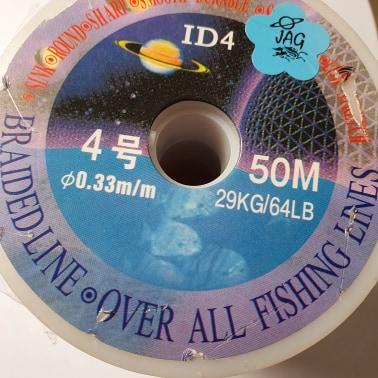 SINK ROUND SHARP SMOOTH DURABLE
ID4
JAG
4号
50M
φ0.33m/m
29KG/64LB
BRAIDED LINE OVER ALL FISHING LINES